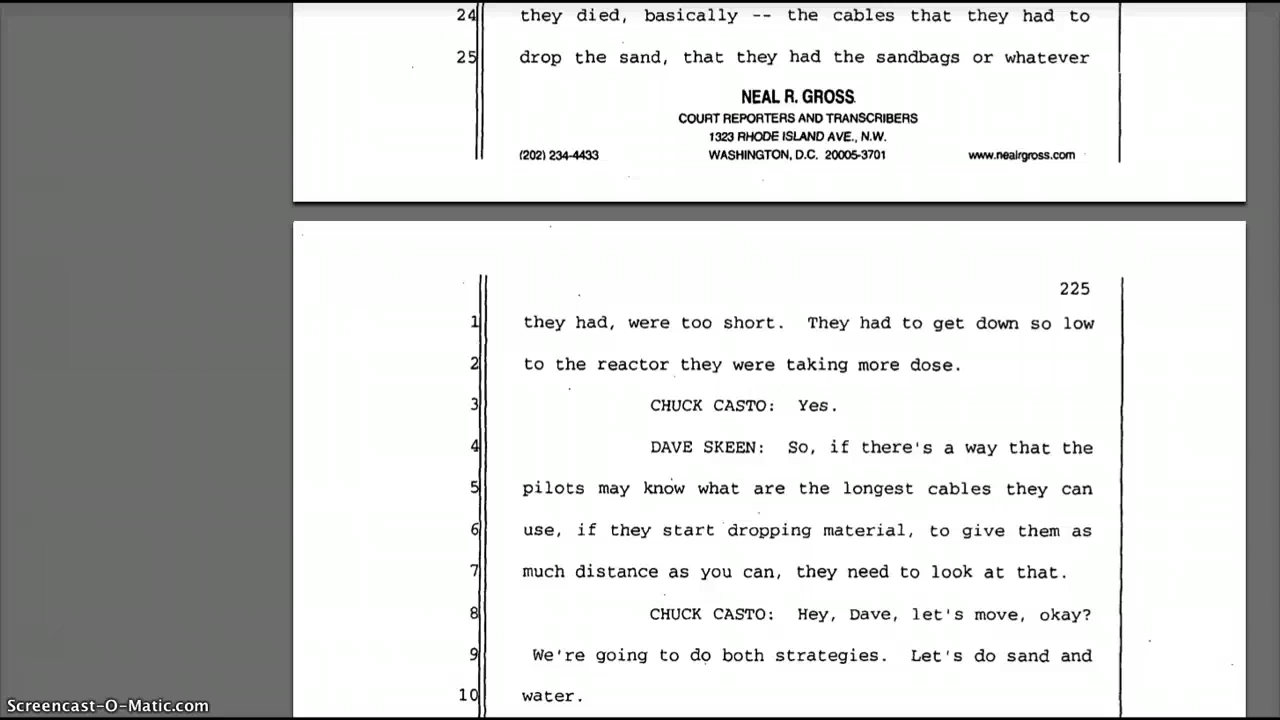 24 they died, basically -- the cables that they had to
25 drop the sand, that they had the sandbags or whatever
NEAL R. GROSS
COURT REPORTERS AND TRANSCRIBERS
1323 RHODE ISLAND AVE., N.W.
(202) 234-4433 WASHINGTON, D.C. 20005-3701 www.nealrgross.com
225
1 they had, were too short. They had to get down so low
2 to the reactor they were taking more dose.
3 CHUCK CASTO: Yes.
4 DAVE SKEEN: So, if there's a way that the
5 pilots may know what are the longest cables they can
6 use, if they start dropping material, to give them as
7 much distance as you can, they need to look at that.
8 CHUCK CASTO: Hey, Dave, let's move, okay?
9 We're going to do both strategies. Let's do sand and
10 water.
Screencast-O-Matic.com